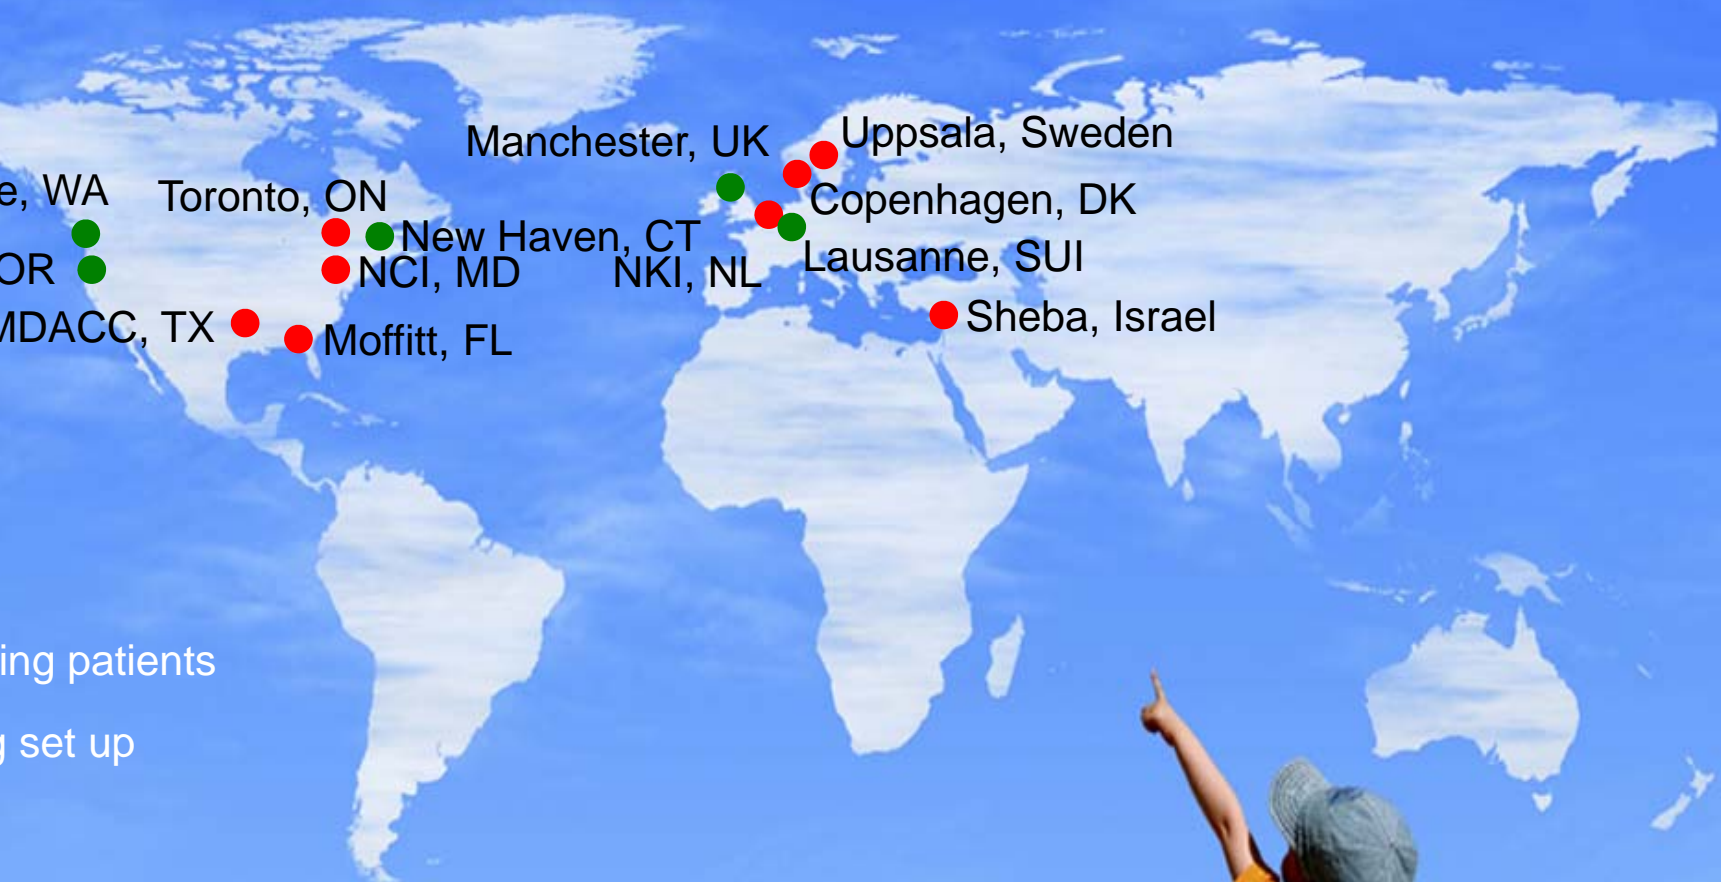 Manchester, UK
Uppsala, Sweden
e, WA
Toronto, ON
Copenhagen, DK
New Haven, CT
Lausanne, SUI
OR
NCI, MD
NKI, NL
MDACC, TX
Moffitt, FL
Sheba, Israel
ing patients
g set up